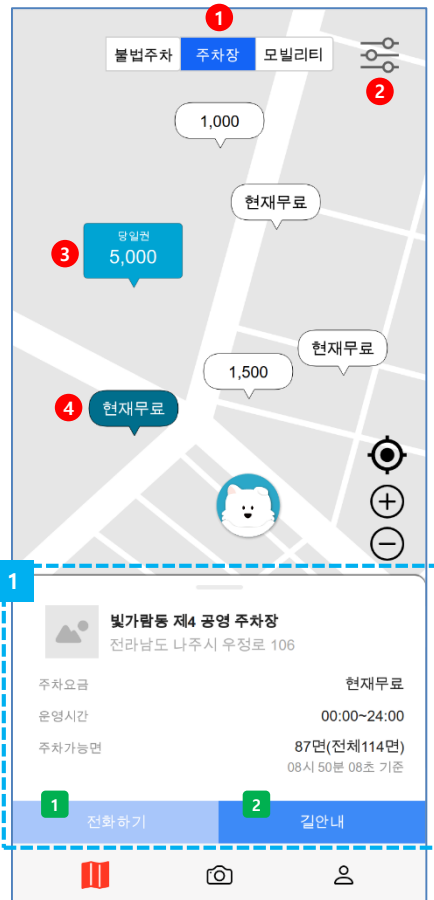 1
불법주차 주차장 모빌리티
2
1,000
현재무료
3
당일권
5,000
현재무료
1,500
4
현재무료
1
빛가람동 제4 공영 주차장
전라남도 나주시 우정로 106
주차요금 현재무료
운영시간 00:00~24:00
주차가능면 87면(전체114면)
08시 50분 08초 기준
1
전화하기
2
길안내